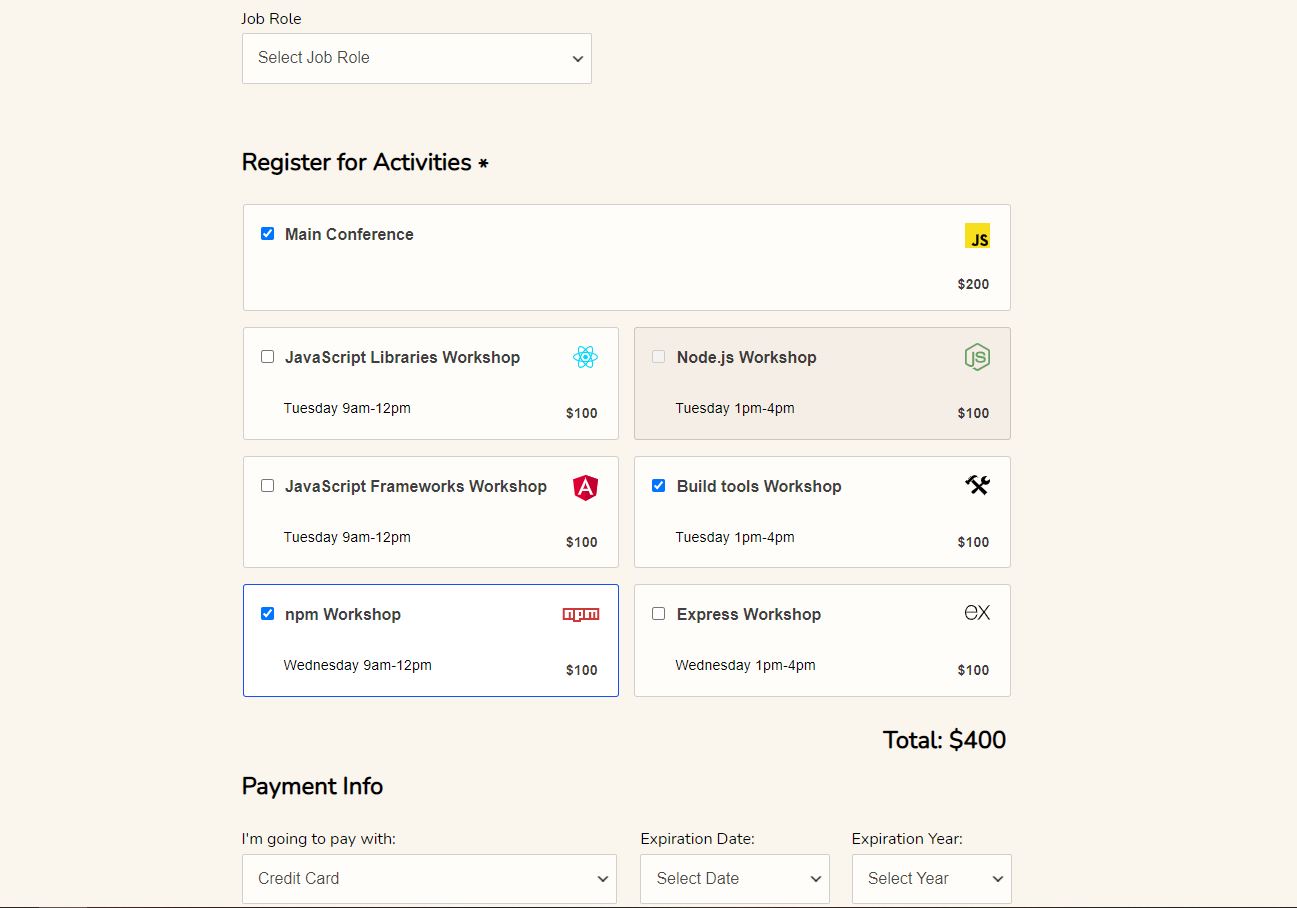 Job Role
Select Job Role
Register for Activities *
Main Conference
JS
$200
JavaScript Libraries Workshop
Tuesday 9am-12pm
$100
Node.js Workshop
JS
Tuesday 1pm-4pm
$100
JavaScript Frameworks Workshop
A
Tuesday 9am-12pm
$100
Build tools Workshop
Tuesday 1pm-4pm
$100
npm Workshop
npm
Wednesday 9am-12pm
$100
Express Workshop
ex
Wednesday 1pm-4pm
$100
Total: $400
Payment Info
I'm going to pay with:
Credit Card
Expiration Date:
Select Date
Expiration Year:
Select Year